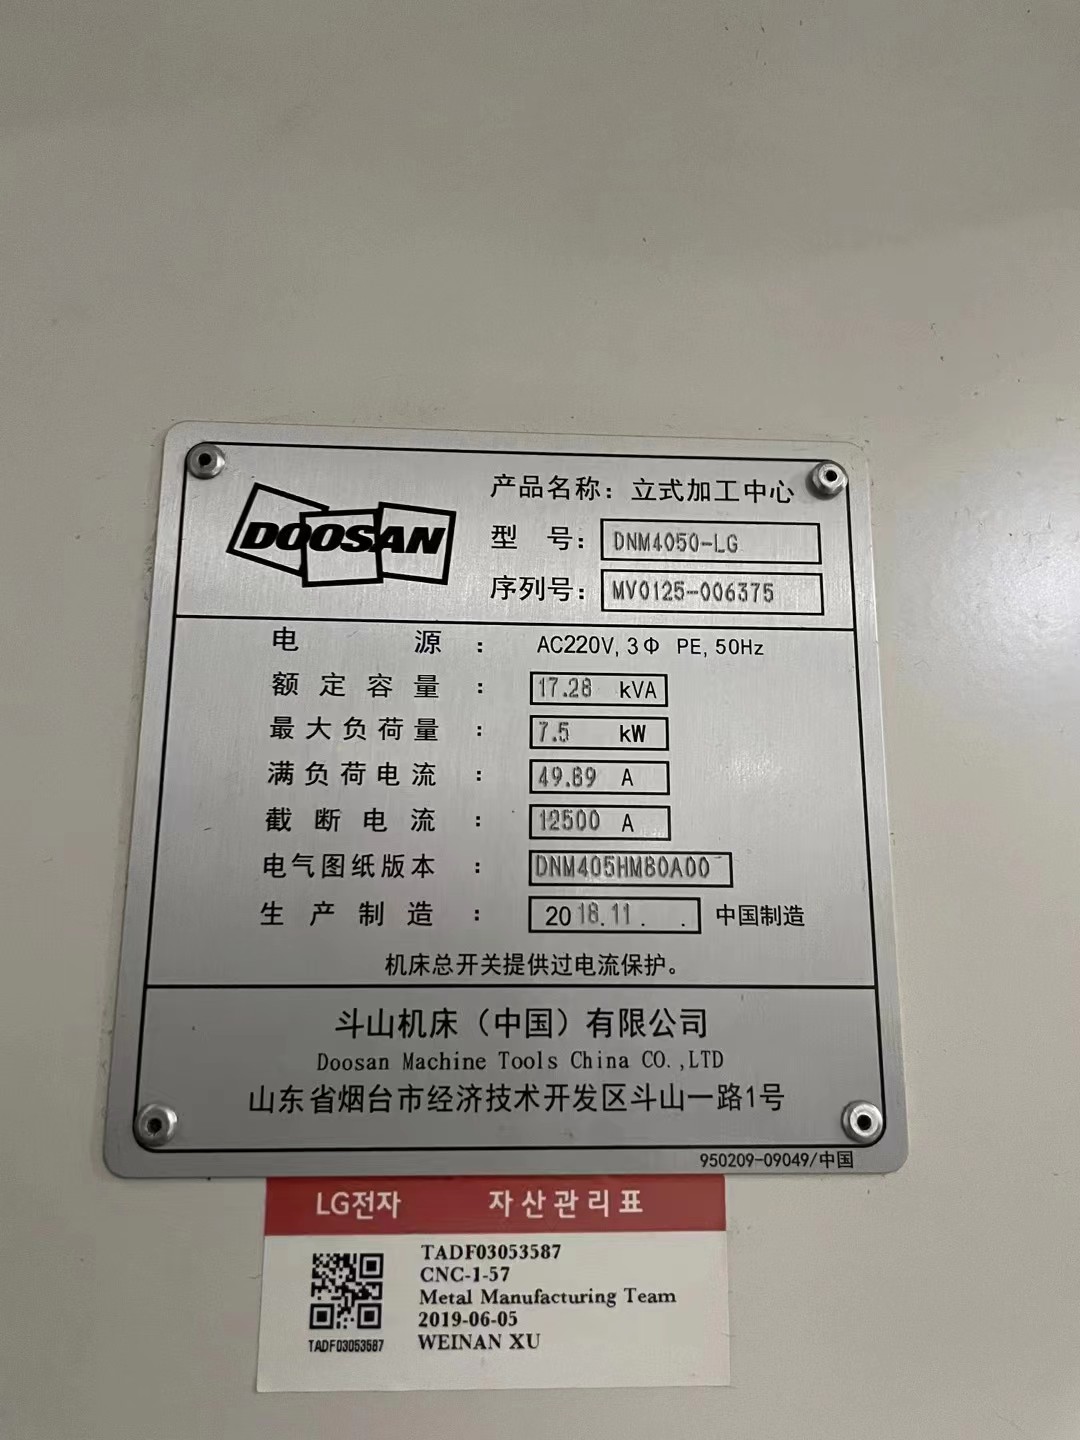 DOOSAN
产品名称：立式加工中心
型 号：DNM4050-LG
序列号：MV0125-006375
电 源：AC220V, 3Φ PE, 50Hz
额定容量：17.28 kVA
最大负荷量：7.5 kW
满负荷电流：49.89 A
截断电流：12500 A
电气图纸版本：DNM405HM80A00
生产制造：2018.11. . 中国制造
机床总开关提供过电流保护。
斗山机床（中国）有限公司
Doosan Machine Tools China CO.,LTD
山东省烟台市经济技术开发区斗山一路1号
950209-09049/中国
LG전자 자산관리표
TADF03053587
CNC-1-57
Metal Manufacturing Team
2019-06-05
WEINAN XU
TADF03053587